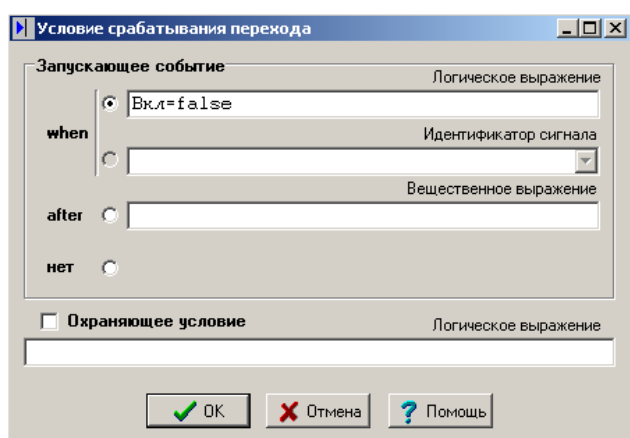 Условие срабатывания перехода
Запускающее событие
Логическое выражение
Вкл=false
when
Идентификатор сигнала
Вещественное выражение
after
нет
Охраняющее условие
Логическое выражение
OK
Отмена
Помощь